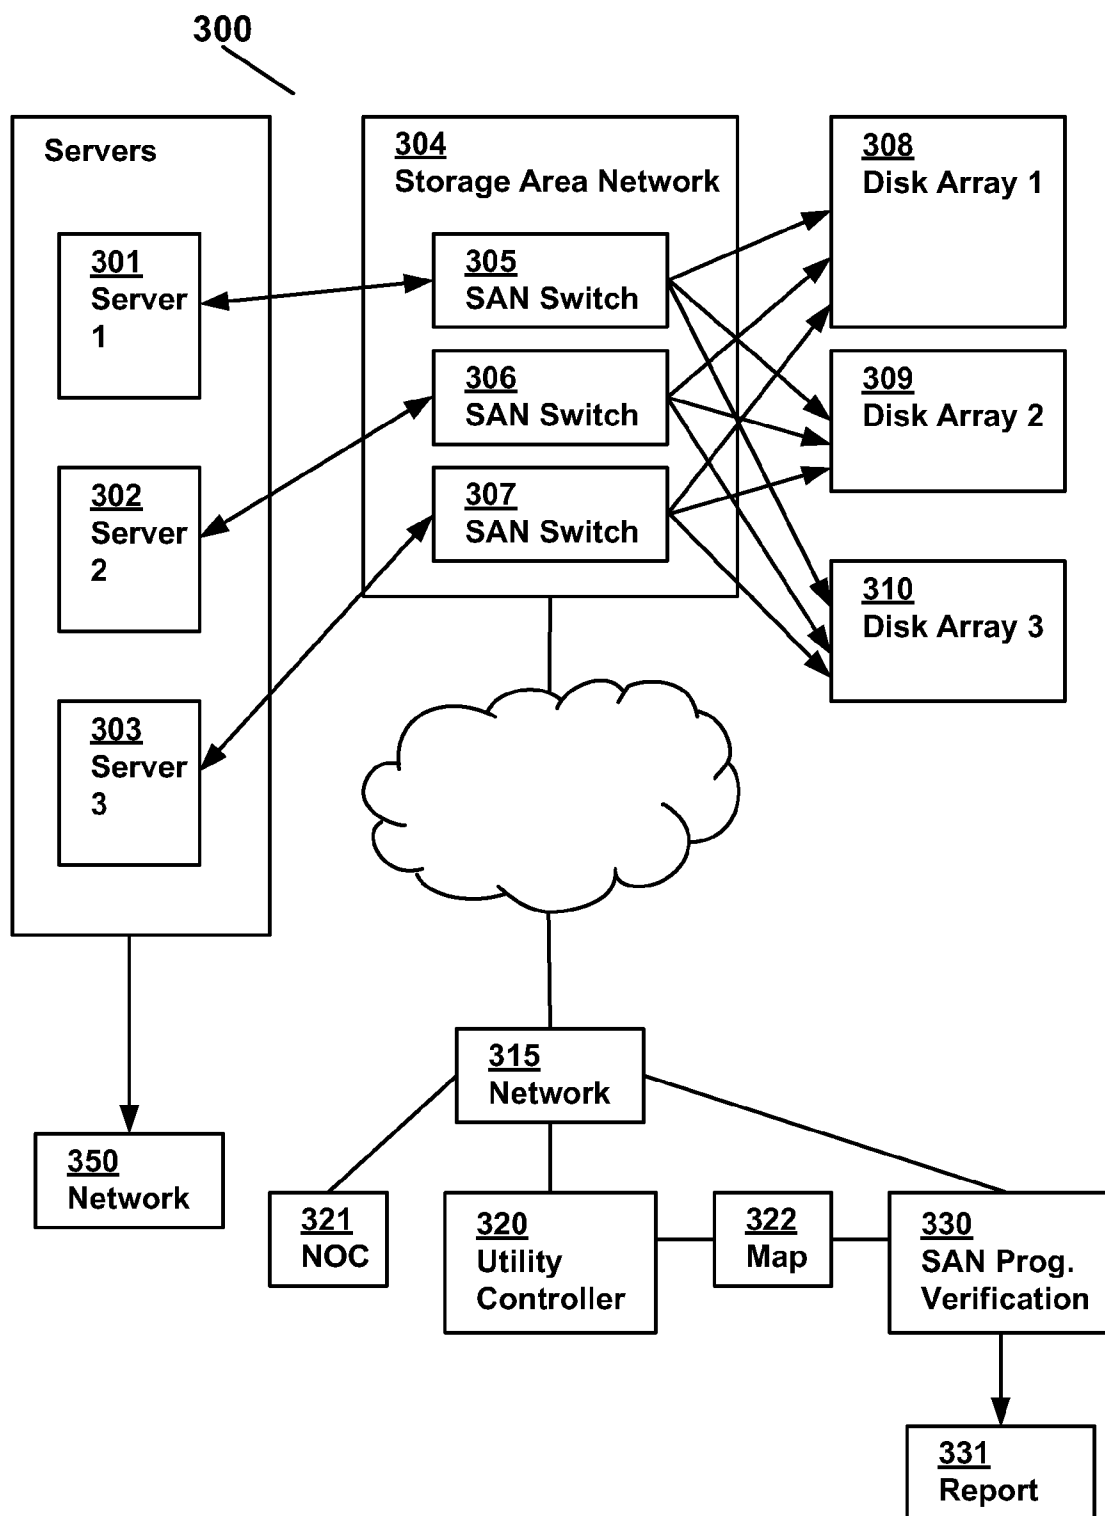 300
Servers
301
Server
1
302
Server
2
303
Server
3
304
Storage Area Network
305
SAN Switch
306
SAN Switch
307
SAN Switch
308
Disk Array 1
309
Disk Array 2
310
Disk Array 3
315
Network
350
Network
321
NOC
320
Utility
Controller
322
Map
330
SAN Prog.
Verification
331
Report